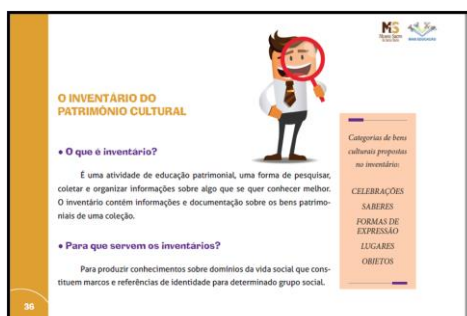 MS
O INVENTÁRIO DO
PATRIMÔNIO CULTURAL
• O que é inventário?
É uma atividade de educação patrimonial, uma forma de pesquisar,
coletar e organizar informações sobre algo que se quer conhecer melhor.
O inventário contém informações e documentação sobre os bens patrimo-
niais de uma coleção.
• Para que servem os inventários?
Para produzir conhecimentos sobre domínios da vida social que cons-
tituem marcos e referências de identidade para determinado grupo social.
Categorias de bens
culturais propostas
no inventário:
CELEBRAÇÕES
SABERES
FORMAS DE
EXPRESSÃO
LUGARES
OBJETOS
36